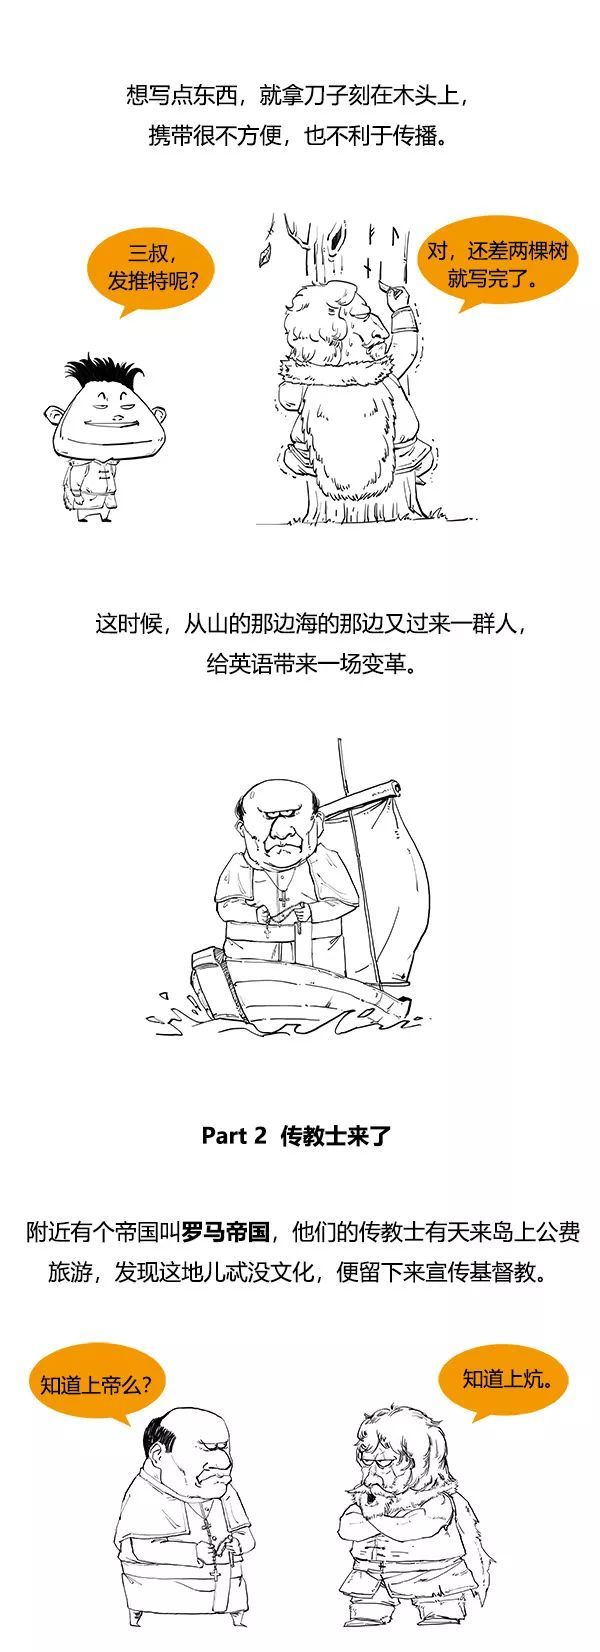 想写点东西，就拿刀子刻在木头上，
携带很不方便，也不利于传播。
三叔，
发推特呢？
对，还差两棵树
就写完了。
这时候，从山的那边海的那边又过来一群人，
给英语带来一场变革。
Part 2 传教士来了
附近有个帝国叫罗马帝国，他们的传教士有天来岛上公费
旅游，发现这地儿忒没文化，便留下来宣传基督教。
知道上帝么？
知道上炕。